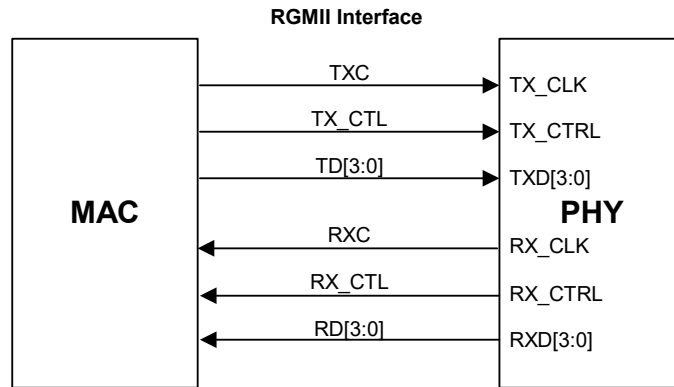 RGMII Interface
TXC
TX_CLK
TX_CTL
TX_CTRL
TD[3:0]
TXD[3:0]
MAC
PHY
RXC
RX_CLK
RX_CTL
RX_CTRL
RD[3:0]
RXD[3:0]